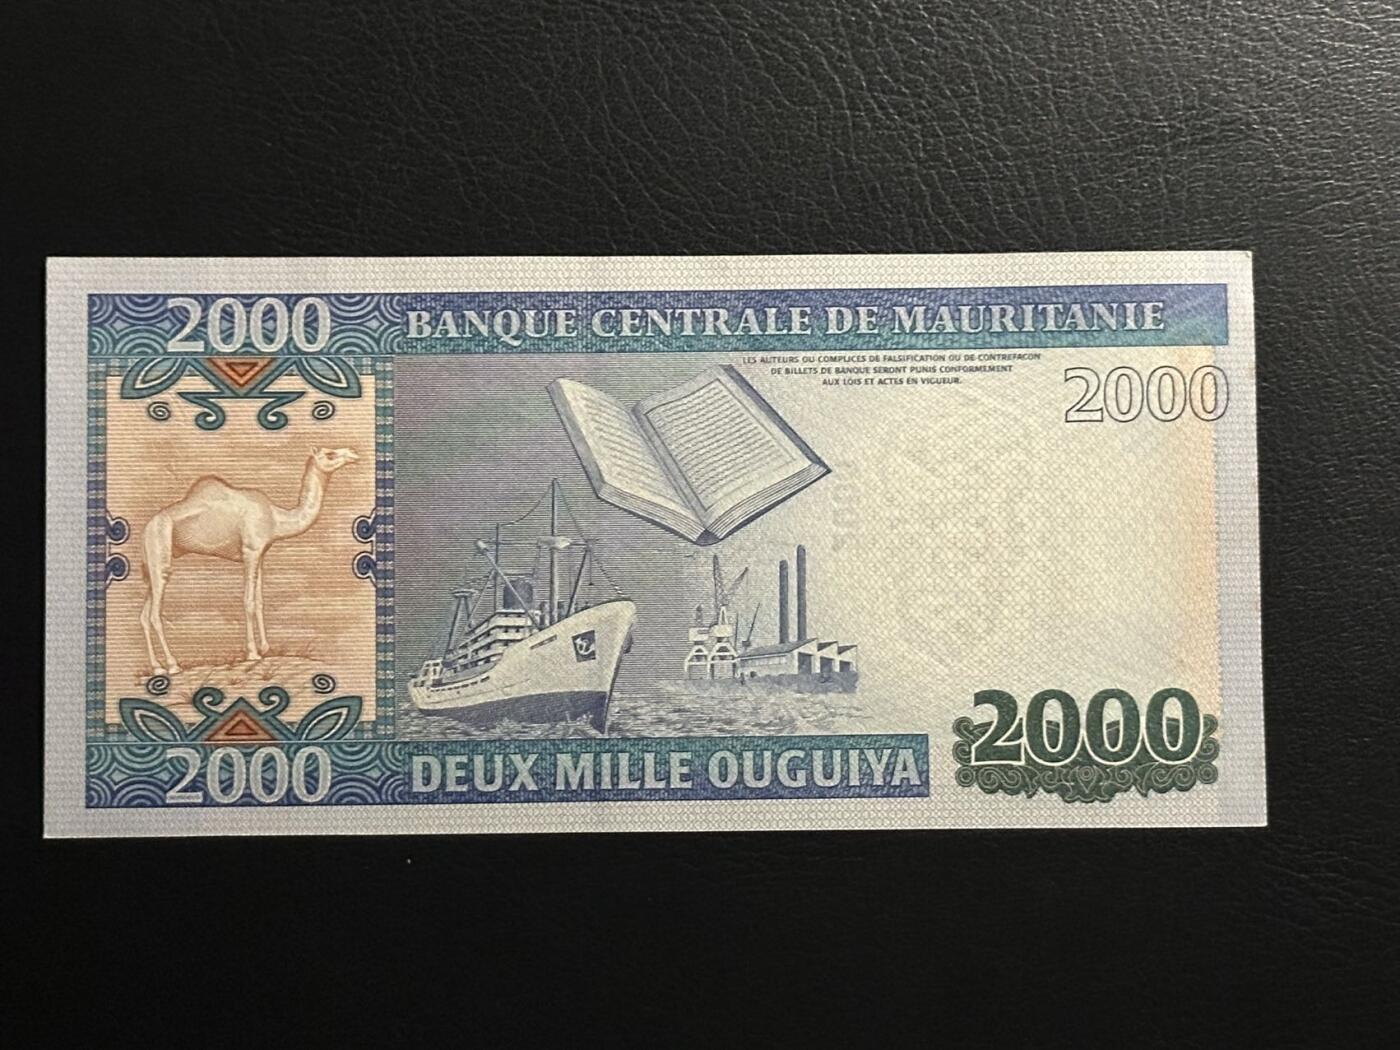 2000
BANQUE CENTRALE DE MAURITANIE
LES AUTEURS OU COMPLICES DE FALSIFICATION OU DE CONTREFACON
DE BILLETS DE BANQUE SERONT PUNIS CONFORMEMENT
AUX LOIS ET ACTES EN VIGUEUR.
2000
2000
2000
DEUX MILLE OUGUIYA